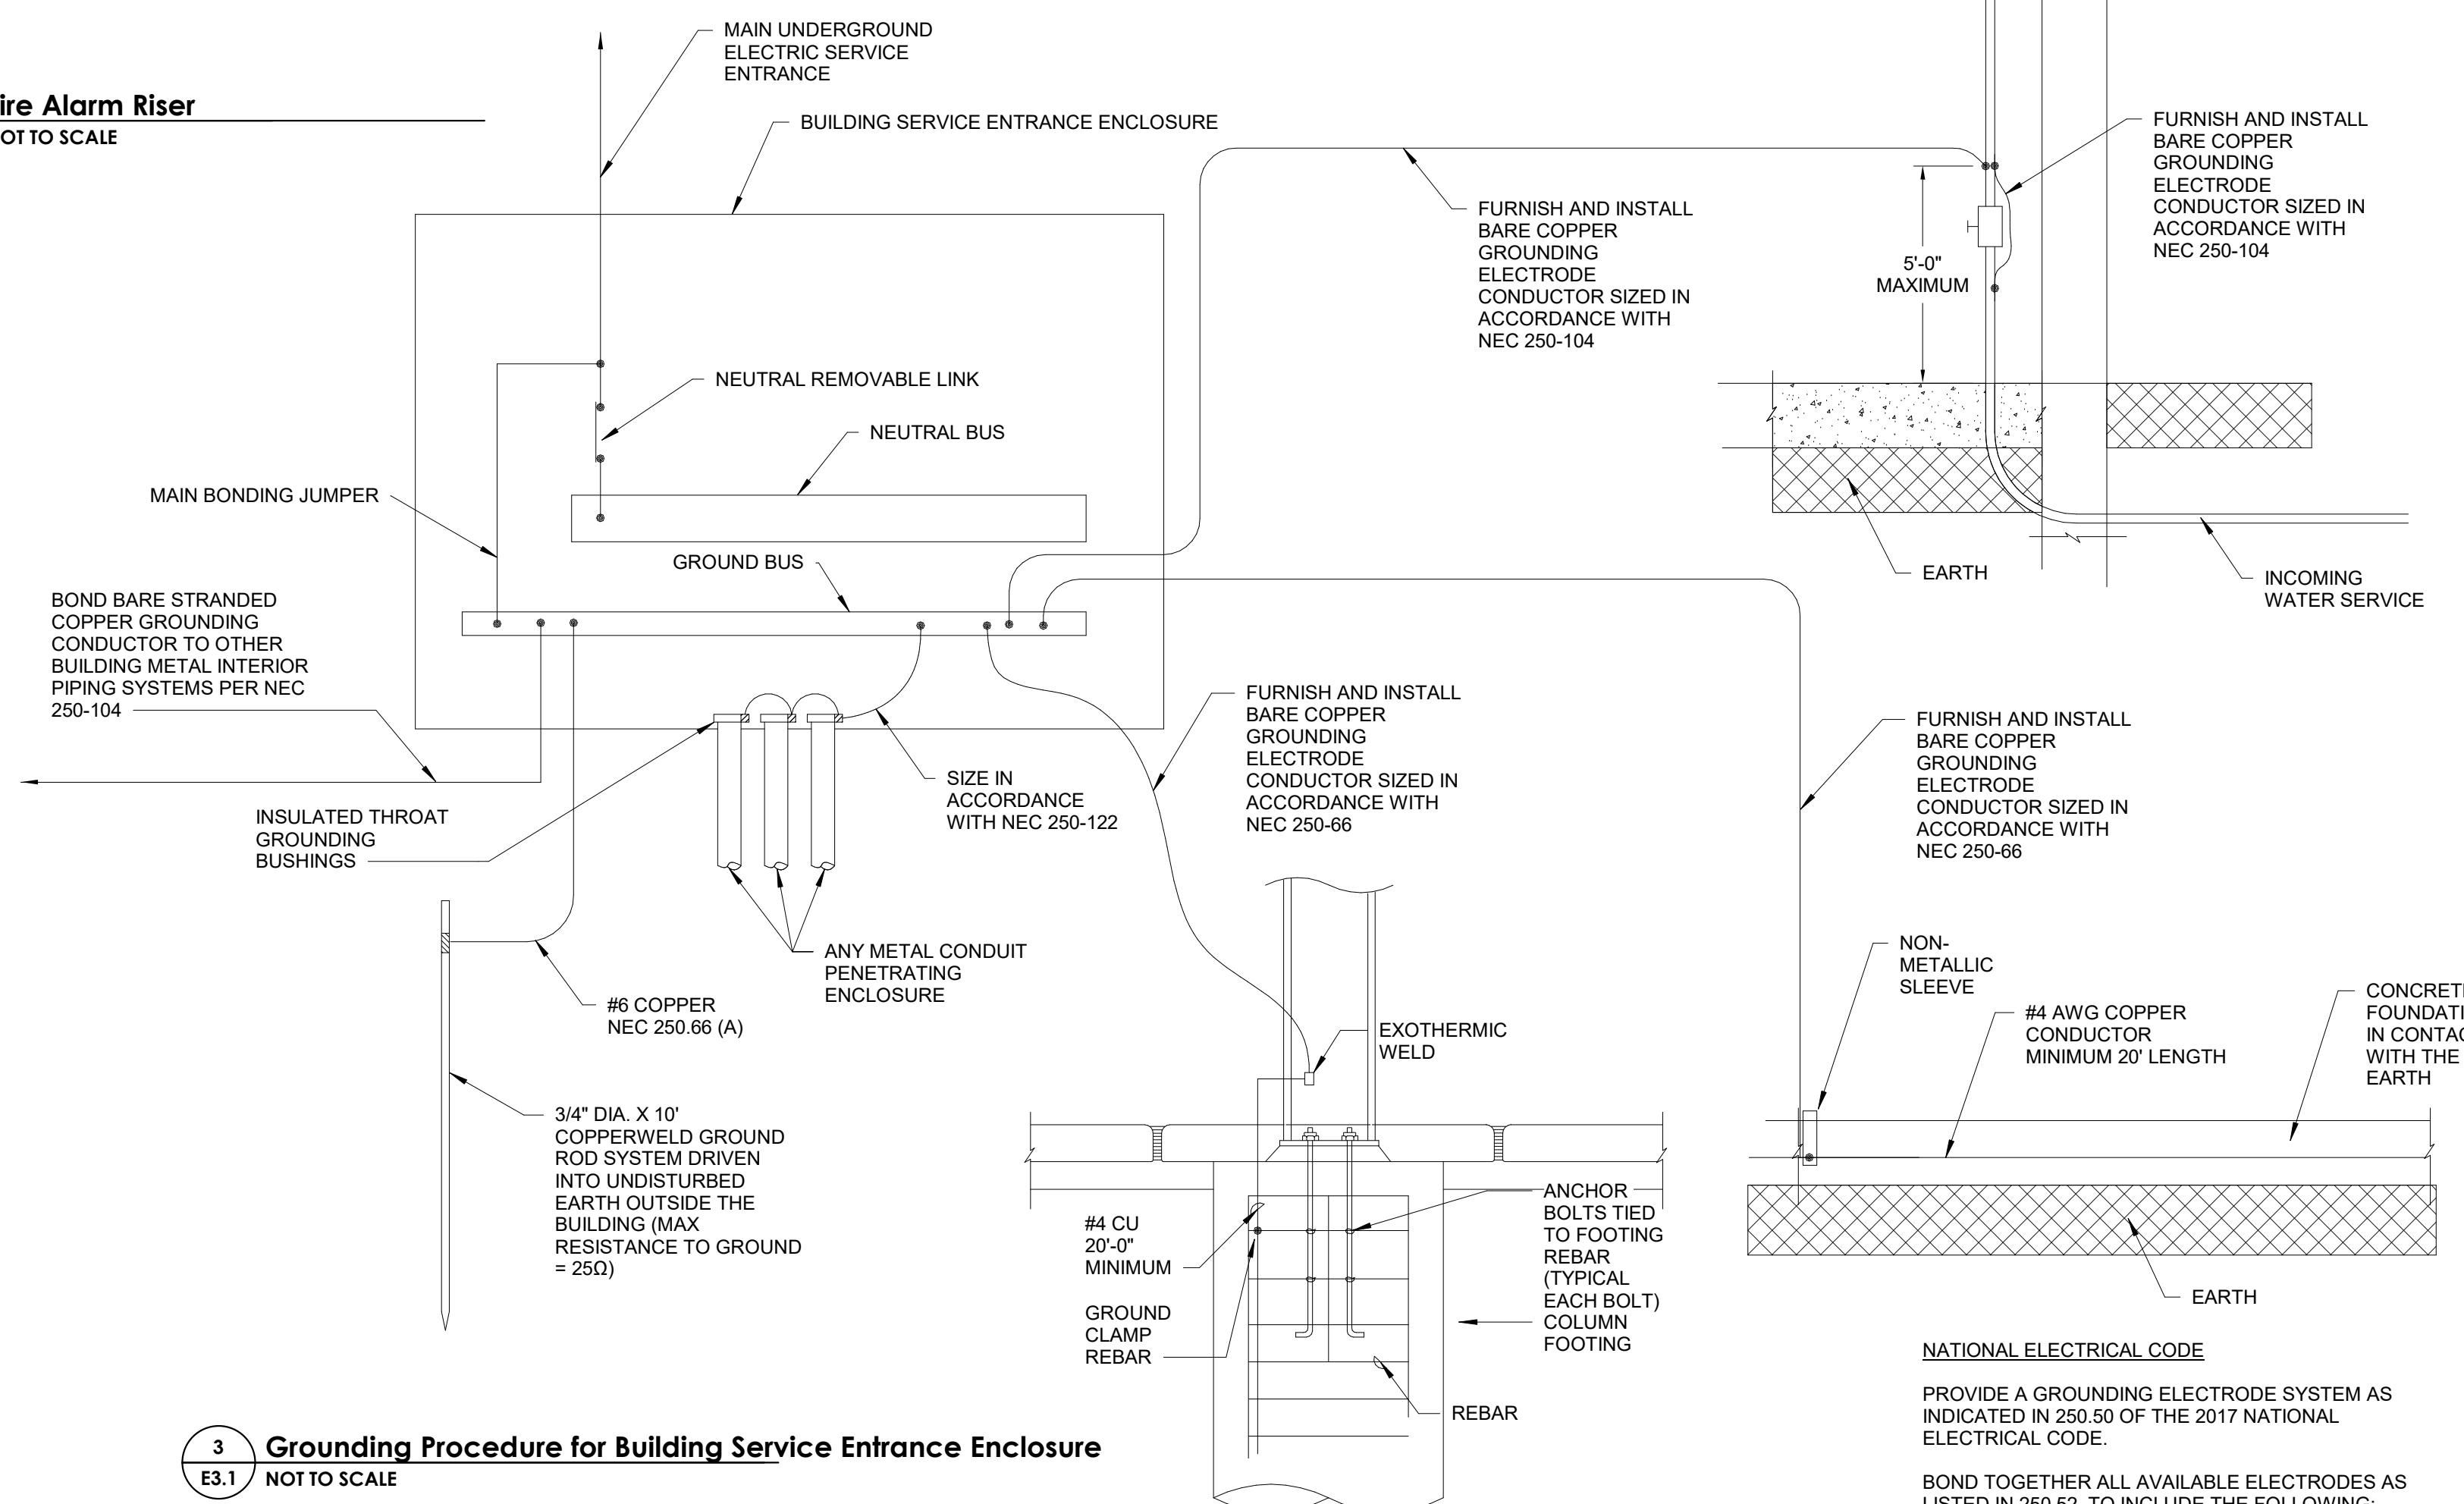 ire Alarm Riser
OT TO SCALE
MAIN UNDERGROUND
ELECTRIC SERVICE
ENTRANCE
BUILDING SERVICE ENTRANCE ENCLOSURE
FURNISH AND INSTALL
BARE COPPER
GROUNDING
ELECTRODE
CONDUCTOR SIZED IN
ACCORDANCE WITH
NEC 250-104
FURNISH AND INSTALL
BARE COPPER
GROUNDING
ELECTRODE
CONDUCTOR SIZED IN
ACCORDANCE WITH
NEC 250-104
5'-0"
MAXIMUM
NEUTRAL REMOVABLE LINK
NEUTRAL BUS
MAIN BONDING JUMPER
GROUND BUS
EARTH
INCOMING
WATER SERVICE
BOND BARE STRANDED
COPPER GROUNDING
CONDUCTOR TO OTHER
BUILDING METAL INTERIOR
PIPING SYSTEMS PER NEC
250-104
INSULATED THROAT
GROUNDING
BUSHINGS
SIZE IN
ACCORDANCE
WITH NEC 250-122
FURNISH AND INSTALL
BARE COPPER
GROUNDING
ELECTRODE
CONDUCTOR SIZED IN
ACCORDANCE WITH
NEC 250-66
FURNISH AND INSTALL
BARE COPPER
GROUNDING
ELECTRODE
CONDUCTOR SIZED IN
ACCORDANCE WITH
NEC 250-66
ANY METAL CONDUIT
PENETRATING
ENCLOSURE
#6 COPPER
NEC 250.66 (A)
3/4" DIA. X 10'
COPPERWELD GROUND
ROD SYSTEM DRIVEN
INTO UNDISTURBED
EARTH OUTSIDE THE
BUILDING (MAX
RESISTANCE TO GROUND
= 25Ω)
EXOTHERMIC
WELD
#4 CU
20'-0"
MINIMUM
GROUND
CLAMP
REBAR
ANCHOR
BOLTS TIED
TO FOOTING
REBAR
(TYPICAL
EACH BOLT)
COLUMN
FOOTING
REBAR
NON-
METALLIC
SLEEVE
#4 AWG COPPER
CONDUCTOR
MINIMUM 20' LENGTH
CONCRET
FOUNDATI
IN CONTAC
WITH THE
EARTH
EARTH
NATIONAL ELECTRICAL CODE
PROVIDE A GROUNDING ELECTRODE SYSTEM AS
INDICATED IN 250.50 OF THE 2017 NATIONAL
ELECTRICAL CODE.
BOND TOGETHER ALL AVAILABLE ELECTRODES AS
LISTED IN 250.52, TO INCLUDE THE FOLLOWING:
3
E3.1
Grounding Procedure for Building Service Entrance Enclosure
NOT TO SCALE